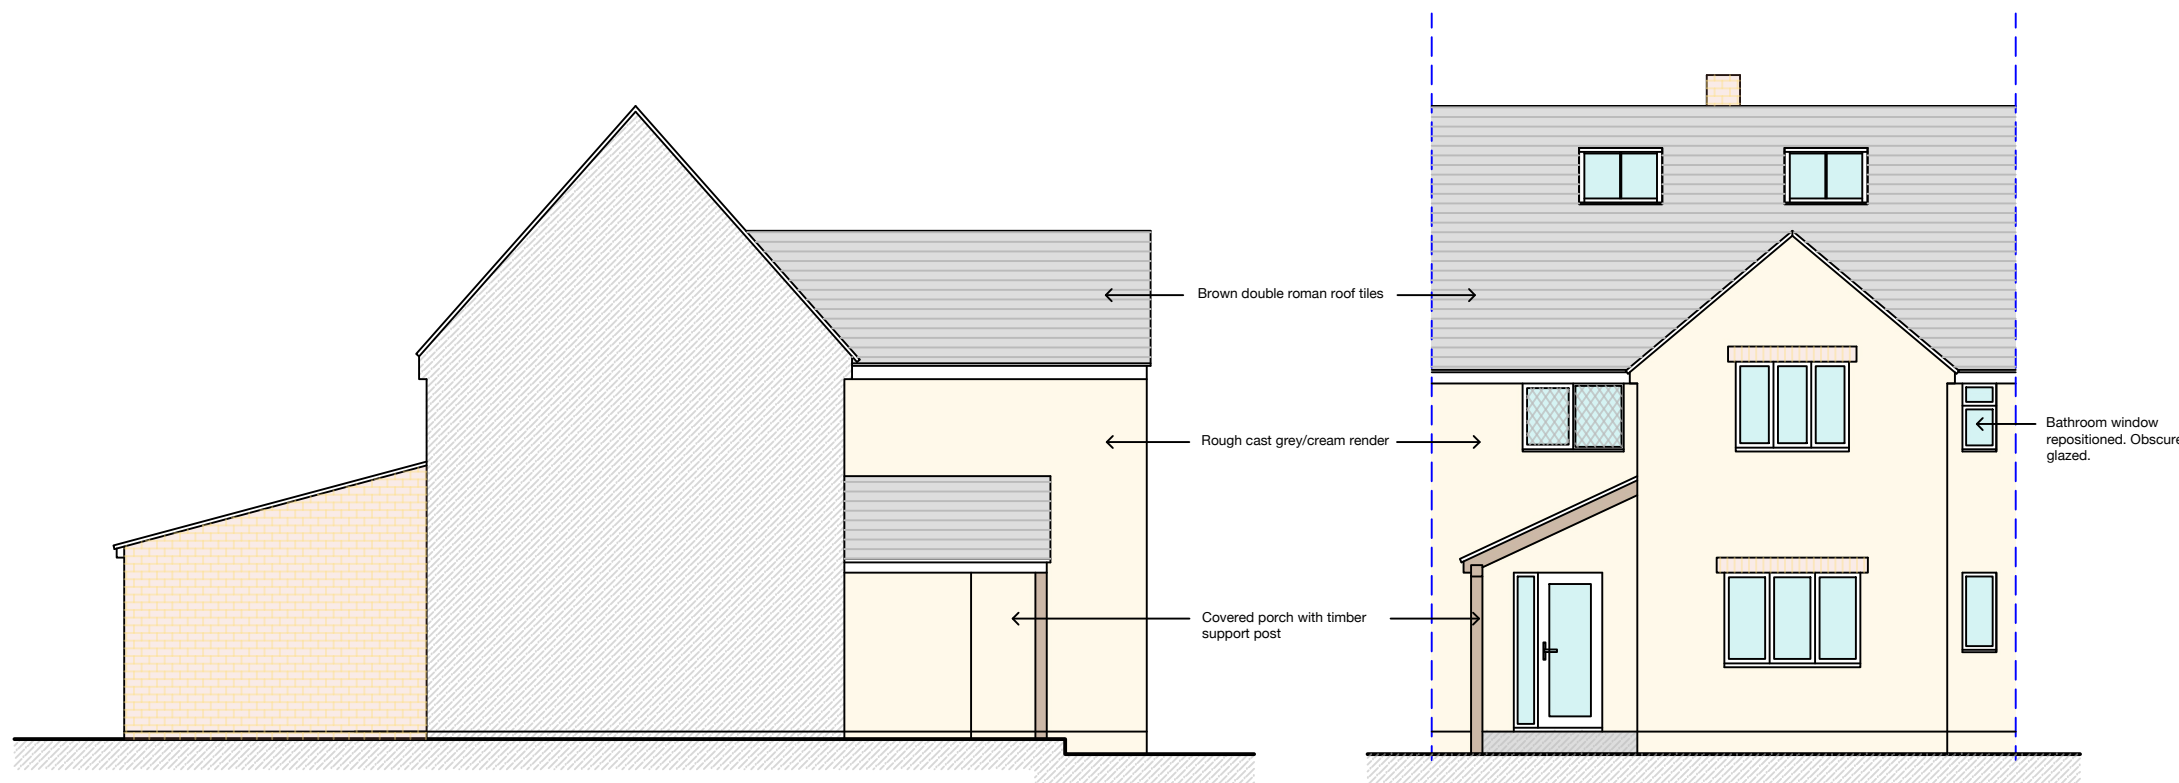 Brown double roman roof tiles
Rough cast grey/cream render
Bathroom window
repositioned. Obscure
glazed.
Covered porch with timber
support post